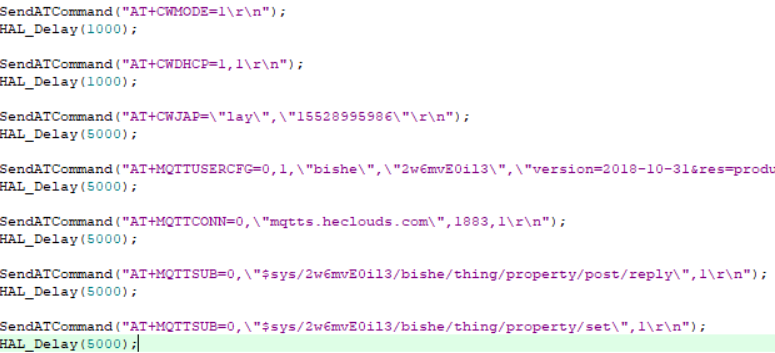 SendATCommand("AT+CWMODE=1\r\n");
HAL_Delay(1000);
SendATCommand("AT+CWDHCP=1,1\r\n");
HAL_Delay(1000);
SendATCommand("AT+CWJAP=\"lay\",\"15528995986\"\r\n");
HAL_Delay(5000);
SendATCommand("AT+MQTTUSERCFG=0,1,\"bishe\",\"2w6mvE0il3\",\"version=2018-10-31&res=produ
HAL_Delay(5000);
SendATCommand("AT+MQTTCONN=0,\"mqtts.heclouds.com\",1883,1\r\n");
HAL_Delay(5000);
SendATCommand("AT+MQTTSUB=0,\"$sys/2w6mvE0il3/bishe/thing/property/post/reply\",1\r\n");
HAL_Delay(5000);
SendATCommand("AT+MQTTSUB=0,\"$sys/2w6mvE0il3/bishe/thing/property/set\",1\r\n");
HAL_Delay(5000);